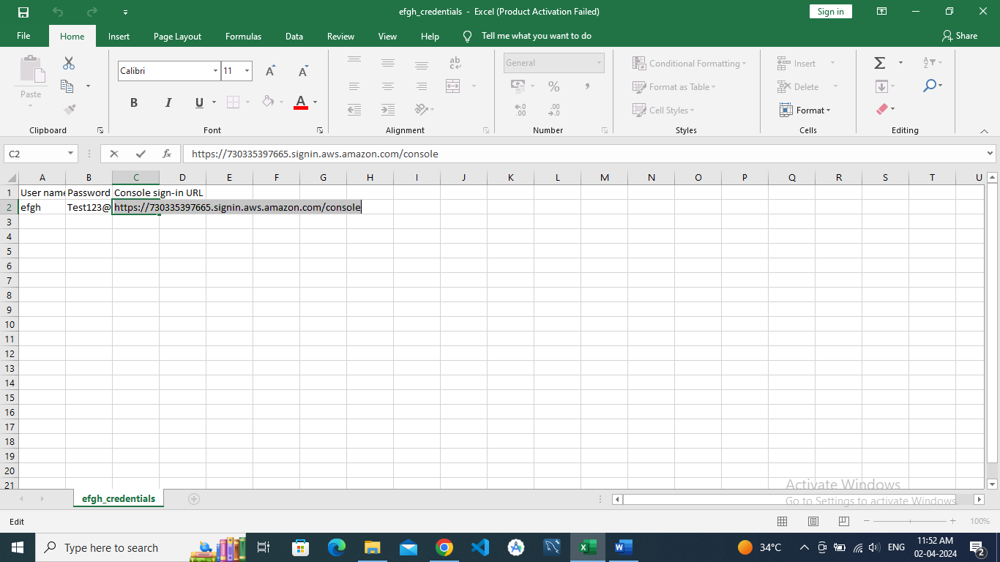 efgh_credentials - Excel (Product Activation Failed)
Sign in
File Home Insert Page Layout Formulas Data Review View Help Tell me what you want to do Share
Paste
Clipboard
Calibri 11
B I U A
Font
ab
Alignment
General
% ,
Number
Conditional Formatting
Format as Table
Cell Styles
Styles
Insert
Delete
Format
Cells
Editing
C2 fx https://730335397665.signin.aws.amazon.com/console
A B C D E F G H I J K L M N O P Q R S T U
1 User name Password Console sign-in URL
2 efgh Test123@ https://730335397665.signin.aws.amazon.com/console
3
4
5
6
7
8
9
10
11
12
13
14
15
16
17
18
19
20
21
Activate Windows
Go to Settings to activate Windows.
efgh_credentials
Edit
100%
Type here to search
34°C
ENG
11:52 AM
02-04-2024
2